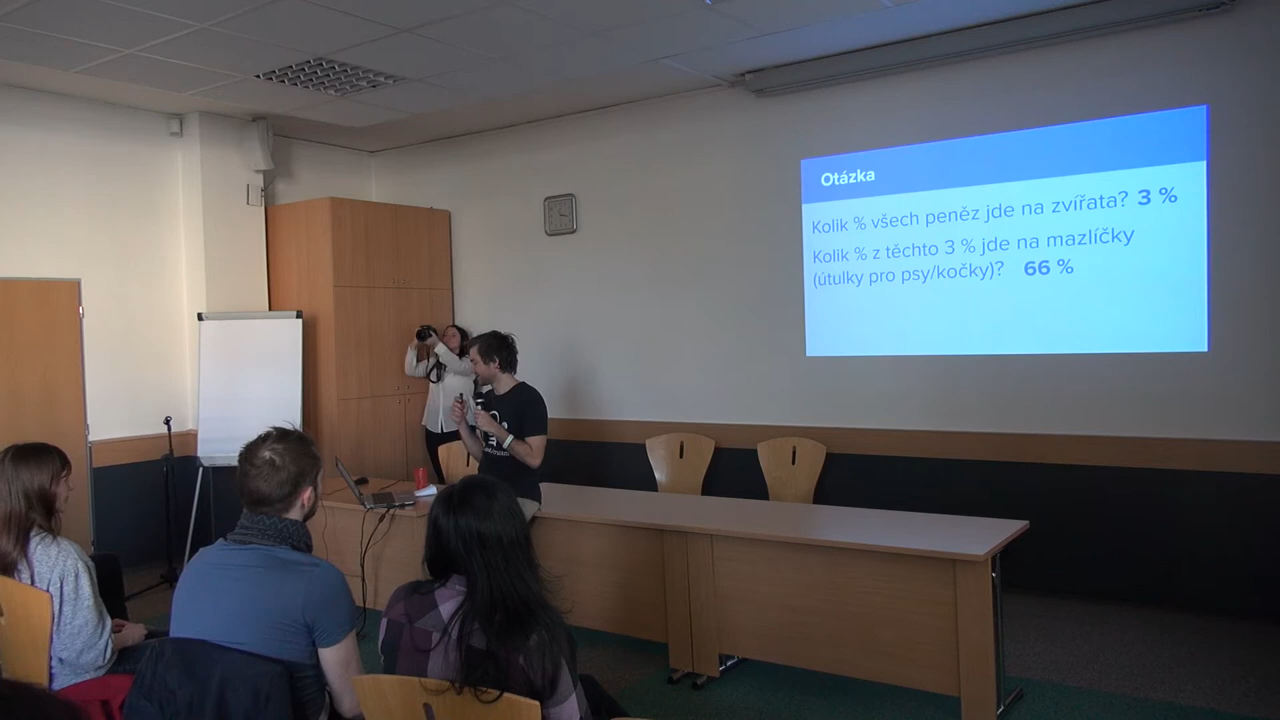 Otázka
Kolik % všech peněz jde na zvířata? 3 %
Kolik % z těchto 3 % jde na mazlíčky
(útulky pro psy/kočky)? 66 %